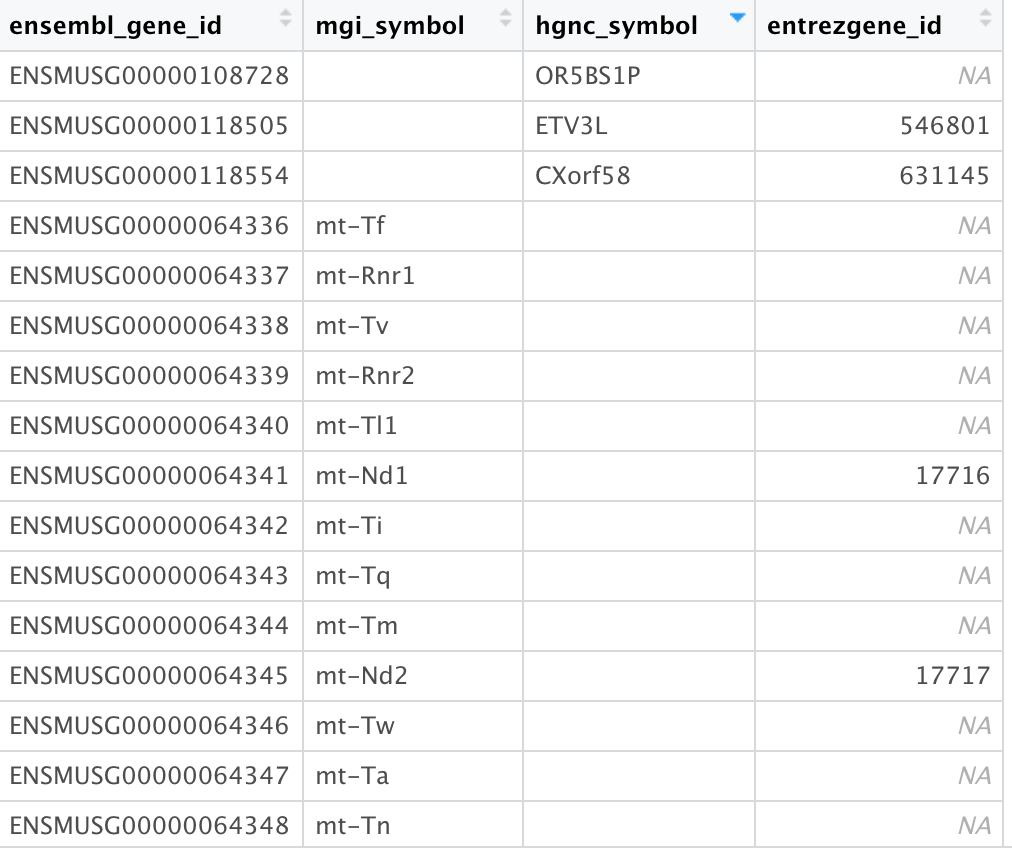 ensembl_gene_id mgi_symbol hgnc_symbol entrezgene_id
ENSMUSG00000108728 OR5BS1P NA
ENSMUSG00000118505 ETV3L 546801
ENSMUSG00000118554 CXorf58 631145
ENSMUSG00000064336 mt-Tf NA
ENSMUSG00000064337 mt-Rnr1 NA
ENSMUSG00000064338 mt-Tv NA
ENSMUSG00000064339 mt-Rnr2 NA
ENSMUSG00000064340 mt-Tl1 NA
ENSMUSG00000064341 mt-Nd1 17716
ENSMUSG00000064342 mt-Ti NA
ENSMUSG00000064343 mt-Tq NA
ENSMUSG00000064344 mt-Tm NA
ENSMUSG00000064345 mt-Nd2 17717
ENSMUSG00000064346 mt-Tw NA
ENSMUSG00000064347 mt-Ta NA
ENSMUSG00000064348 mt-Tn NA